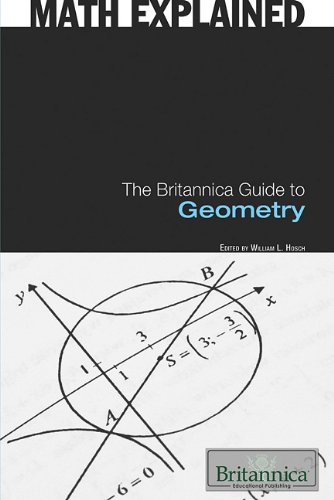 MATH EXPLAINED
The Britannica Guide to
Geometry
EDITED BY WILLIAM L. HOSCH
B
y
x
3
1
1
S = (3; -3/2)
A
-6=0
Britannica
Educational Publishing